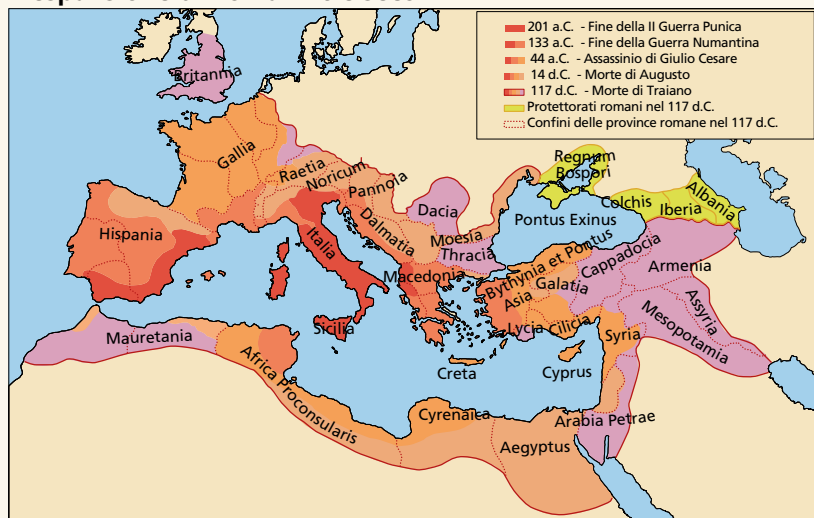 201 a.C. - Fine della II Guerra Punica
133 a.C. - Fine della Guerra Numantina
44 a.C. - Assassinio di Giulio Cesare
14 d.C. - Morte di Augusto
117 d.C. - Morte di Traiano
Protettorati romani nel 117 d.C.
Confini delle province romane nel 117 d.C.
Britannia
Gallia
Raetia
Noricum
Pannoia
Regnum
Bospori
Colchis
Iberia
Albania
Dacia
Pontus Exinus
Hispania
Italia
Dalmatia
Moesia
Thracia
Macedonia
Bythynia et Pontus
Cappadocia
Armenia
Galatia
Asia
Assyria
Mesopotamia
Lycia
Cilicia
Syria
Sicilia
Mauretania
Africa Proconsularis
Creta
Cyprus
Cyrenaica
Aegyptus
Arabia Petrae